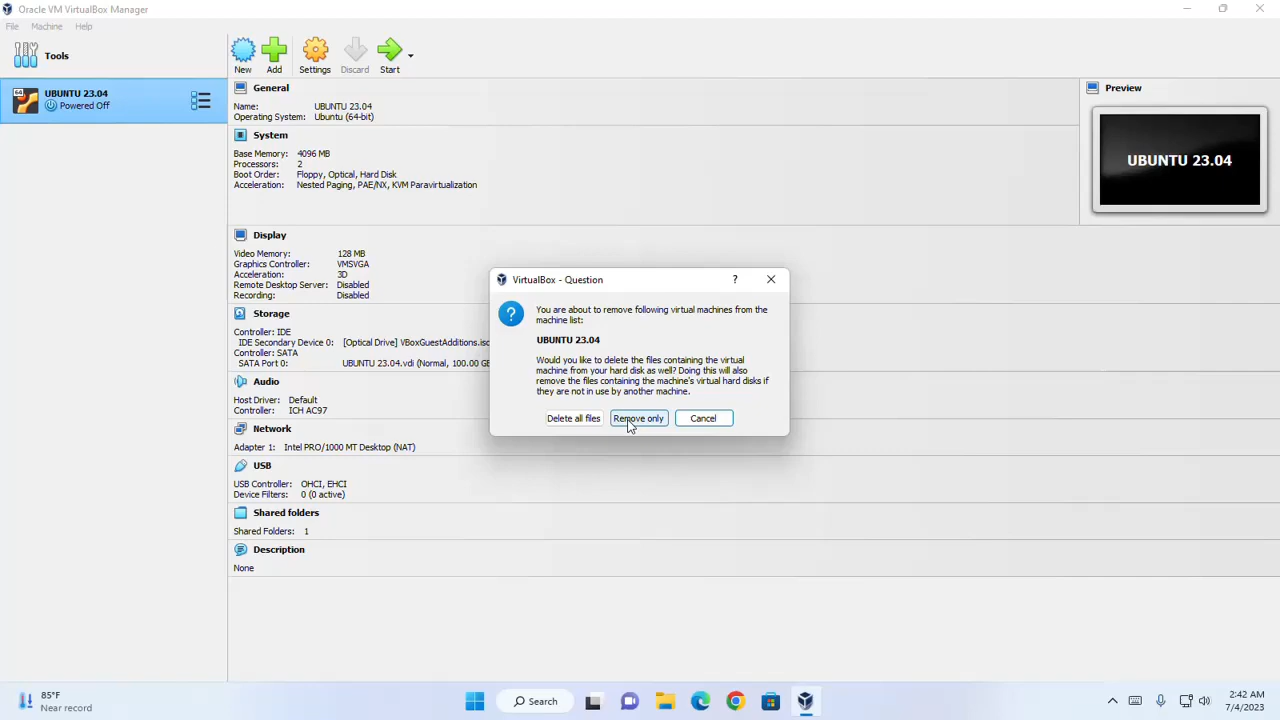 Oracle VM VirtualBox Manager
File Machine Help
Tools
New Add Settings Discard Start
64 UBUNTU 23.04
Powered Off
General
Name: UBUNTU 23.04
Operating System: Ubuntu (64-bit)
System
Base Memory: 4096 MB
Processors: 2
Boot Order: Floppy, Optical, Hard Disk
Acceleration: Nested Paging, PAE/NX, KVM Paravirtualization
Preview
UBUNTU 23.04
Display
Video Memory: 128 MB
Graphics Controller: VMSVGA
Acceleration: 3D
Remote Desktop Server: Disabled
Recording: Disabled
Storage
Controller: IDE
IDE Secondary Device 0: [Optical Drive] VBoxGuestAdditions.iso
Controller: SATA
SATA Port 0: UBUNTU 23.04.vdi (Normal, 100.00 GB
Audio
Host Driver: Default
Controller: ICH AC97
Network
Adapter 1: Intel PRO/1000 MT Desktop (NAT)
USB
USB Controller: OHCI, EHCI
Device Filters: 0 (0 active)
Shared folders
Shared Folders: 1
Description
None
VirtualBox - Question
You are about to remove following virtual machines from the
machine list:
UBUNTU 23.04
Would you like to delete the files containing the virtual
machine from your hard disk as well? Doing this will also
remove the files containing the machine's virtual hard disks if
they are not in use by another machine.
Delete all files Remove only Cancel
85°F
Near record
Search
2:42 AM
7/4/2023